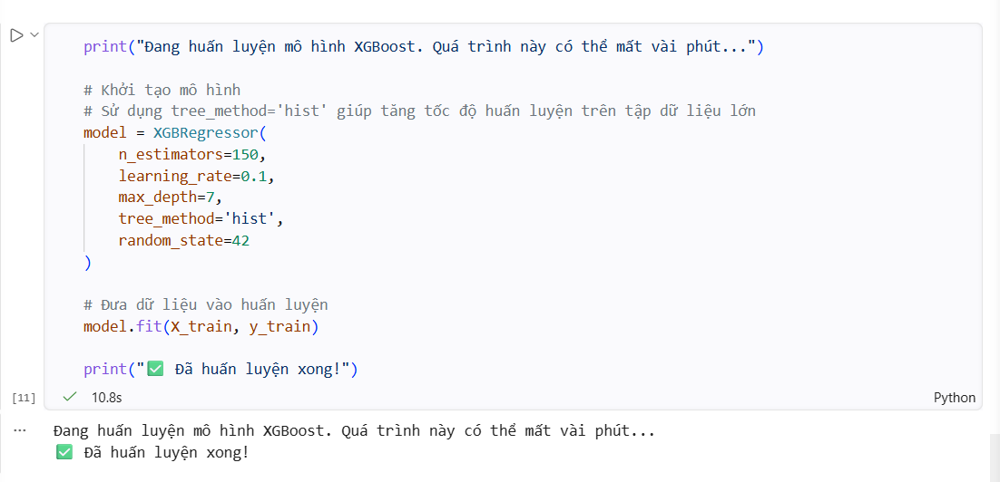 print("Đang huấn luyện mô hình XGBoost. Quá trình này có thể mất vài phút...")
# Khởi tạo mô hình
# Sử dụng tree_method='hist' giúp tăng tốc độ huấn luyện trên tập dữ liệu lớn
model = XGBRegressor(
    n_estimators=150,
    learning_rate=0.1,
    max_depth=7,
    tree_method='hist',
    random_state=42
)
# Đưa dữ liệu vào huấn luyện
model.fit(X_train, y_train)
print("✅ Đã huấn luyện xong!")
[11] ✓ 10.8s Python
... Đang huấn luyện mô hình XGBoost. Quá trình này có thể mất vài phút...
✅ Đã huấn luyện xong!